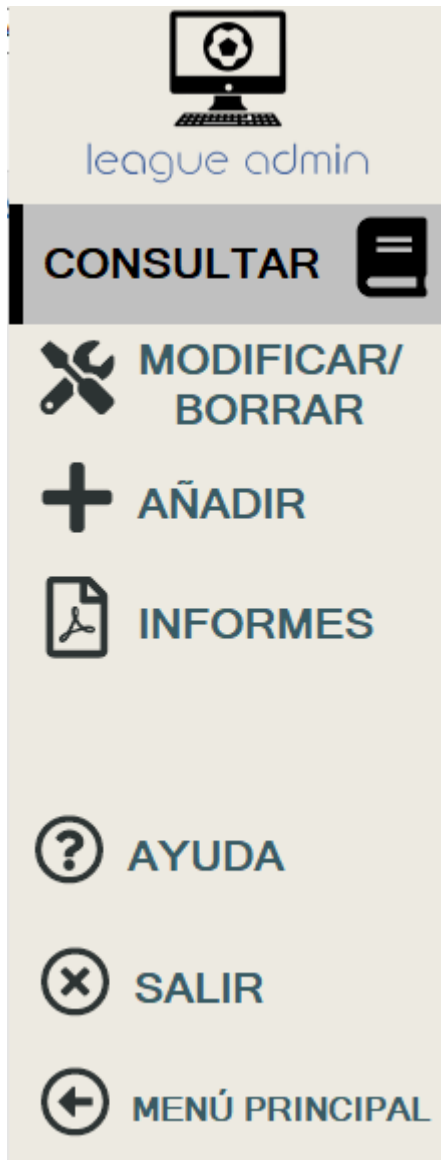 league admin
CONSULTAR
MODIFICAR/
BORRAR
AÑADIR
INFORMES
AYUDA
SALIR
MENÚ PRINCIPAL